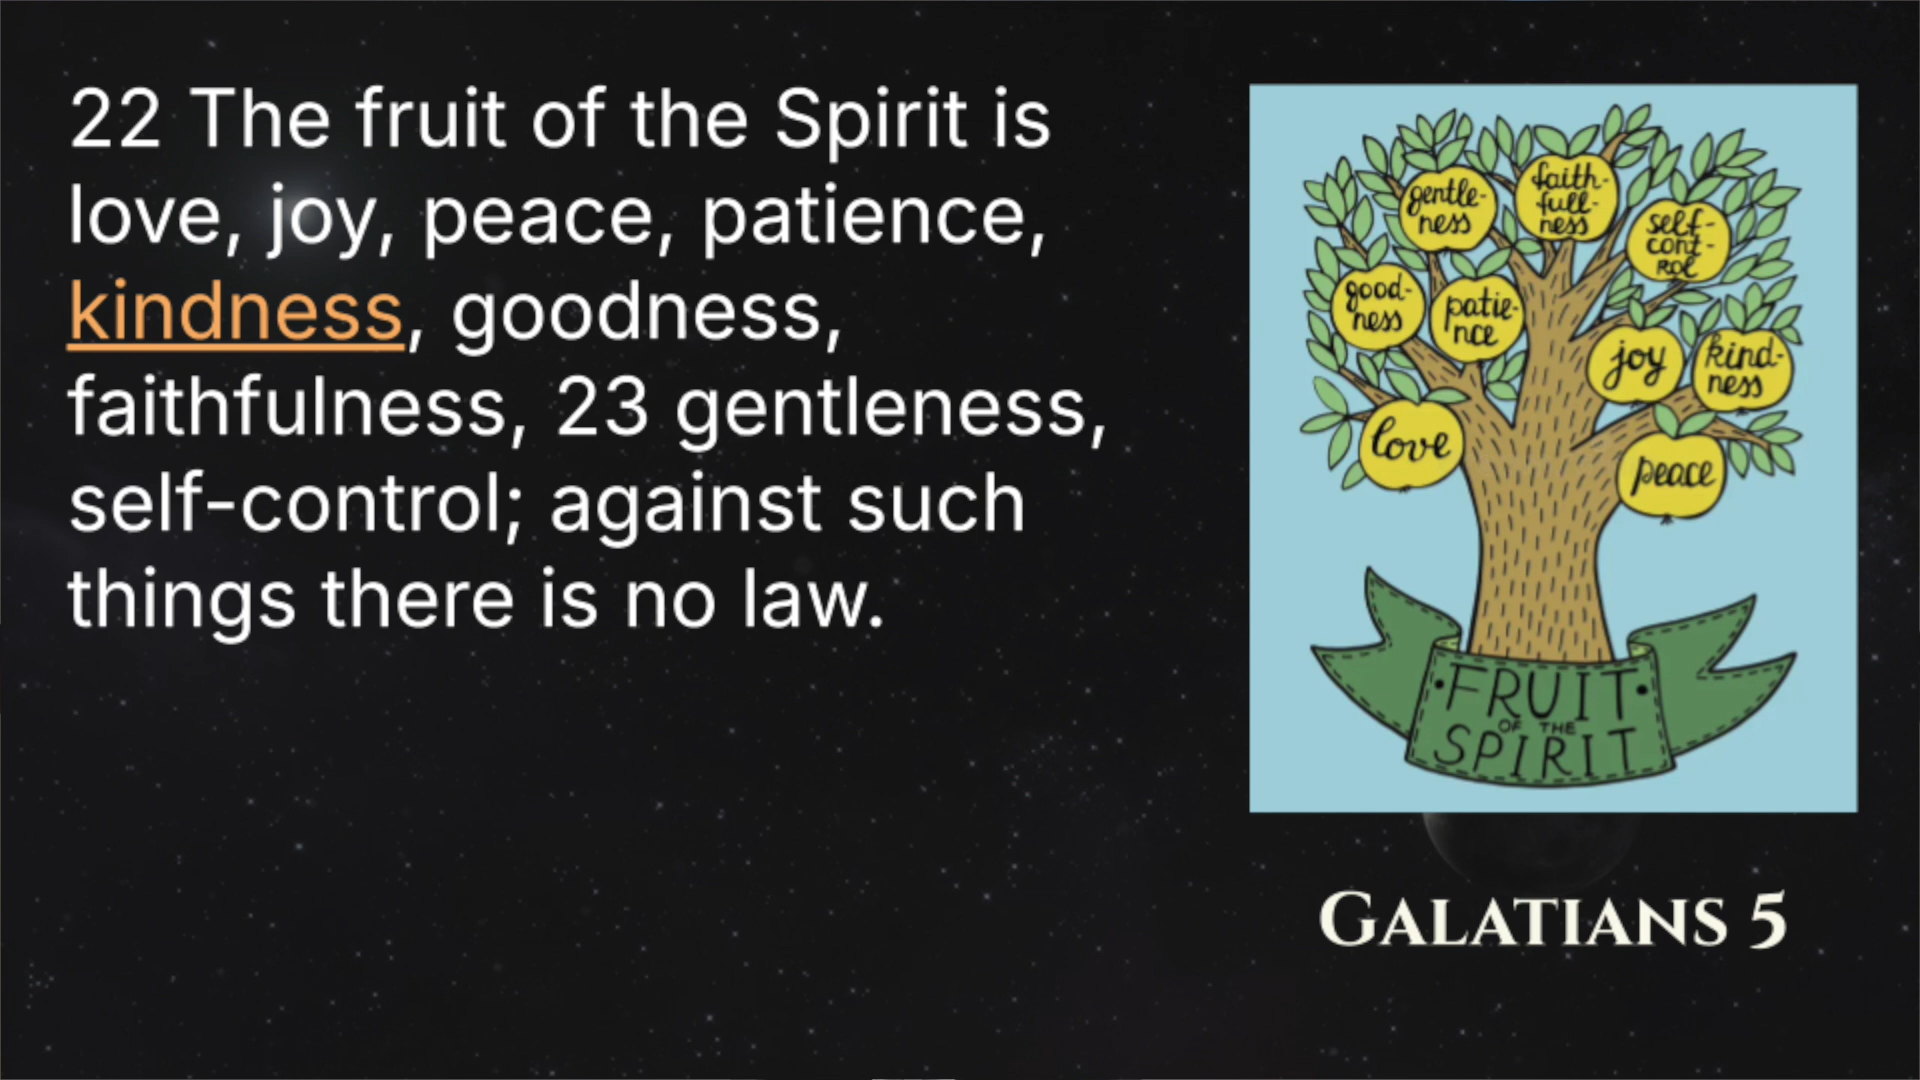 22 The fruit of the Spirit is
love, joy, peace, patience,
kindness, goodness,
faithfulness, 23 gentleness,
self-control; against such
things there is no law.
gentle-
ness
faith-
full-
ness
self-
cont-
rol
good-
ness
patie-
nce
joy
kind-
ness
love
peace
•FRUIT•
OF THE
SPIRIT
GALATIANS 5